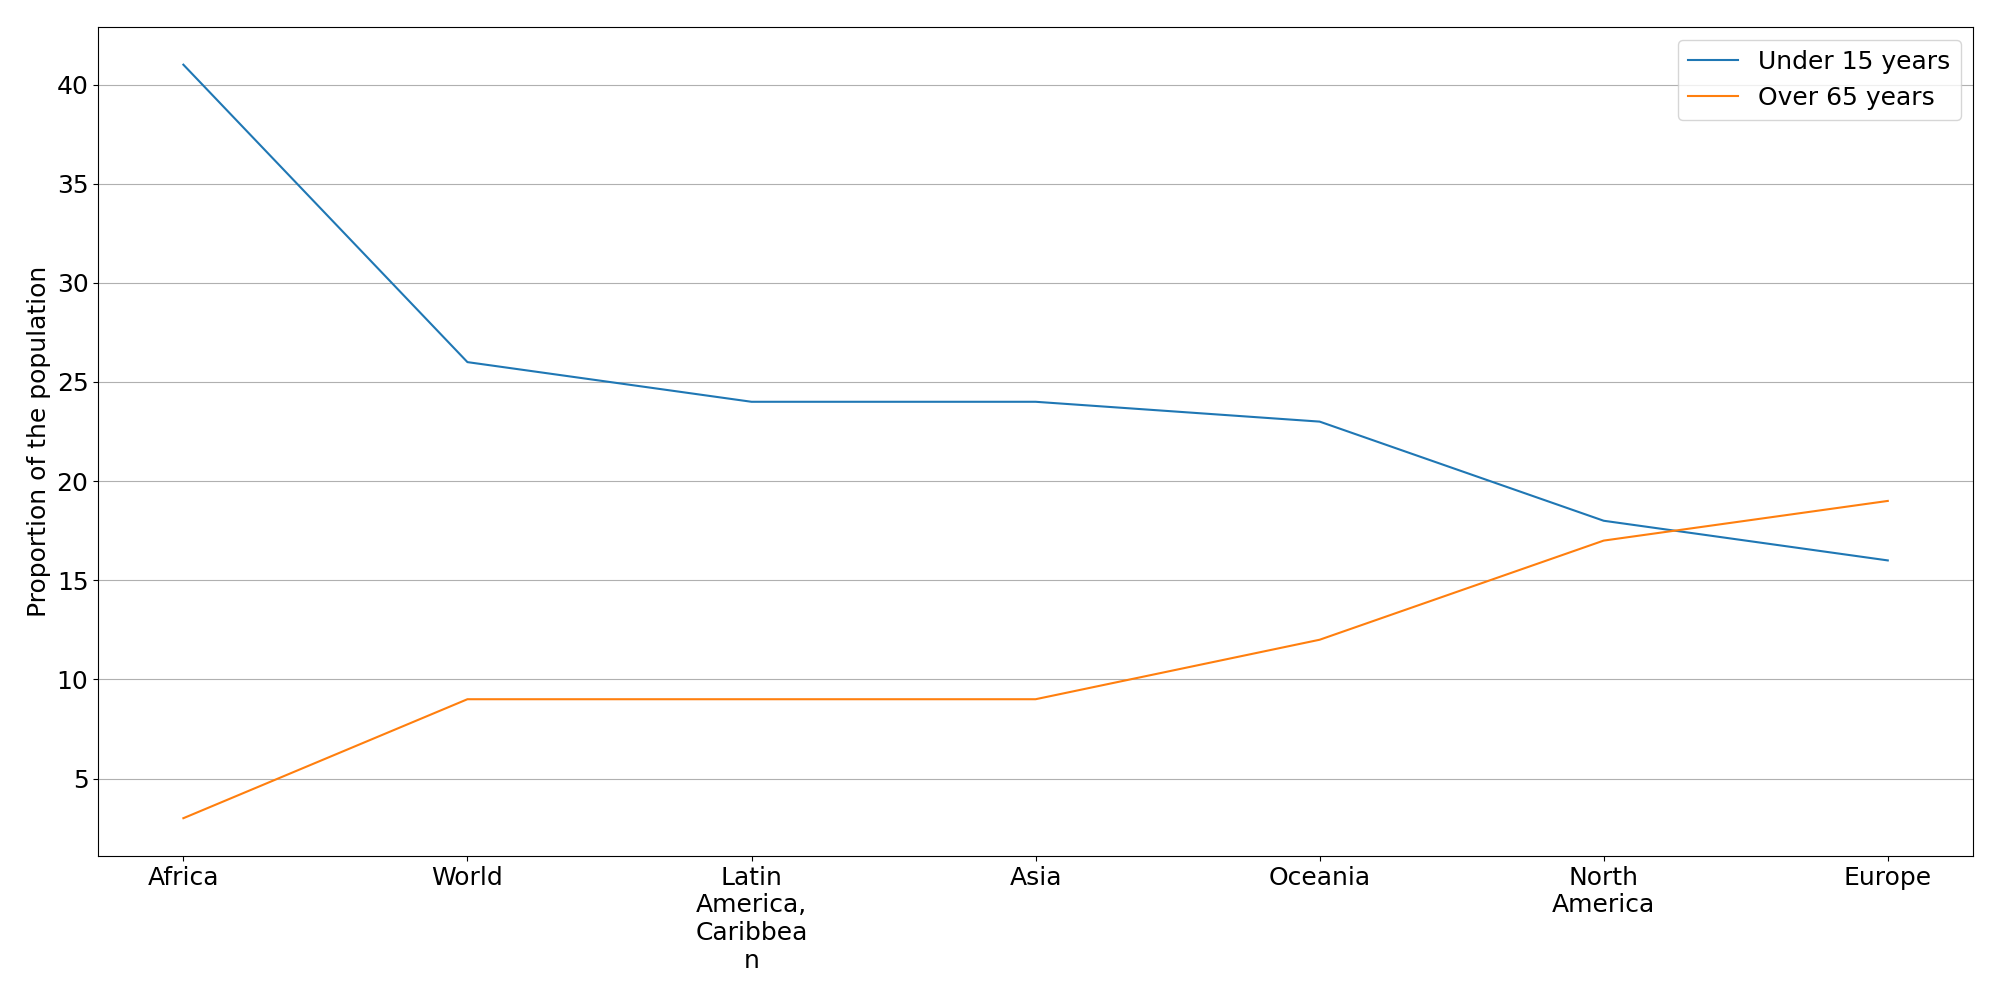 Under 15 years
Over 65 years
Proportion of the population
40
35
30
25
20
15
10
5
Africa
World
Latin
America,
Caribbea
n
Asia
Oceania
North
America
Europe